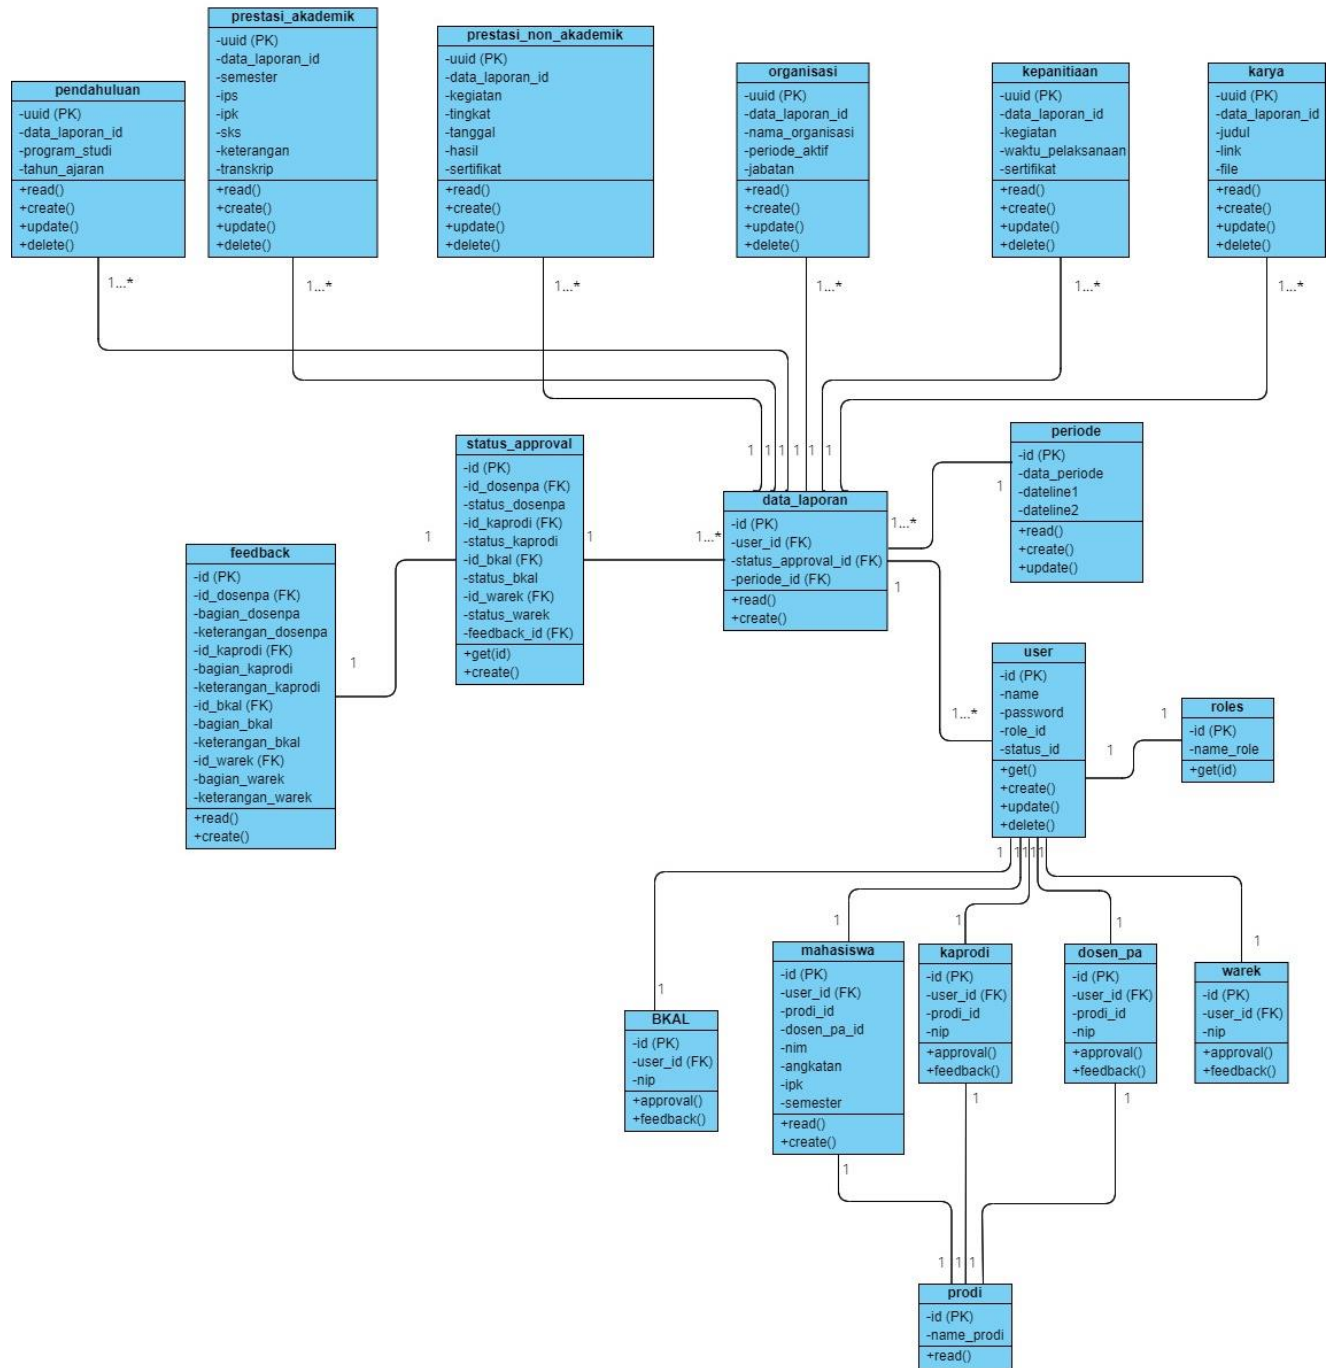 prestasi_akademik
-uuid (PK)
-data_laporan_id
-semester
-ips
-ipk
-sks
-keterangan
-transkrip
+read()
+create()
+update()
+delete()
1...*
prestasi_non_akademik
-uuid (PK)
-data_laporan_id
-kegiatan
-tingkat
-tanggal
-hasil
-sertifikat
+read()
+create()
+update()
+delete()
1...*
pendahuluan
-uuid (PK)
-data_laporan_id
-program_studi
-tahun_ajaran
+read()
+create()
+update()
+delete()
1...*
organisasi
-uuid (PK)
-data_laporan_id
-nama_organisasi
-periode_aktif
-jabatan
+read()
+create()
+update()
+delete()
1...*
kepanitiaan
-uuid (PK)
-data_laporan_id
-kegiatan
-waktu_pelaksanaan
-sertifikat
+read()
+create()
+update()
+delete()
1...*
karya
-uuid (PK)
-data_laporan_id
-judul
-link
-file
+read()
+create()
+update()
+delete()
1...*
1 1 1 1 1 1 1
status_approval
-id (PK)
-id_dosenpa (FK)
-status_dosenpa
-id_kaprodi (FK)
-status_kaprodi
-id_bkal (FK)
-status_bkal
-id_warek (FK)
-status_warek
-feedback_id (FK)
+get(id)
+create()
1
1
1...*
data_laporan
-id (PK)
-user_id (FK)
-status_approval_id (FK)
-periode_id (FK)
+read()
+create()
1...*
1
1
periode
-id (PK)
-data_periode
-dateline1
-dateline2
+read()
+create()
+update()
feedback
-id (PK)
-id_dosenpa (FK)
-bagian_dosenpa
-keterangan_dosenpa
-id_kaprodi (FK)
-bagian_kaprodi
-keterangan_kaprodi
-id_bkal (FK)
-bagian_bkal
-keterangan_bkal
-id_warek (FK)
-bagian_warek
-keterangan_warek
+read()
+create()
1
1...*
user
-id (PK)
-name
-password
-role_id
-status_id
+get()
+create()
+update()
+delete()
1
1
roles
-id (PK)
-name_role
+get(id)
1 1 1 1 1
1
BKAL
-id (PK)
-user_id (FK)
-nip
+approval()
+feedback()
1
mahasiswa
-id (PK)
-user_id (FK)
-prodi_id
-dosen_pa_id
-nim
-angkatan
-ipk
-semester
+read()
+create()
1
1
kaprodi
-id (PK)
-user_id (FK)
-prodi_id
-nip
+approval()
+feedback()
1
1
dosen_pa
-id (PK)
-user_id (FK)
-prodi_id
-nip
+approval()
+feedback()
1
1
warek
-id (PK)
-user_id (FK)
-nip
+approval()
+feedback()
1 1 1
prodi
-id (PK)
-name_prodi
+read()